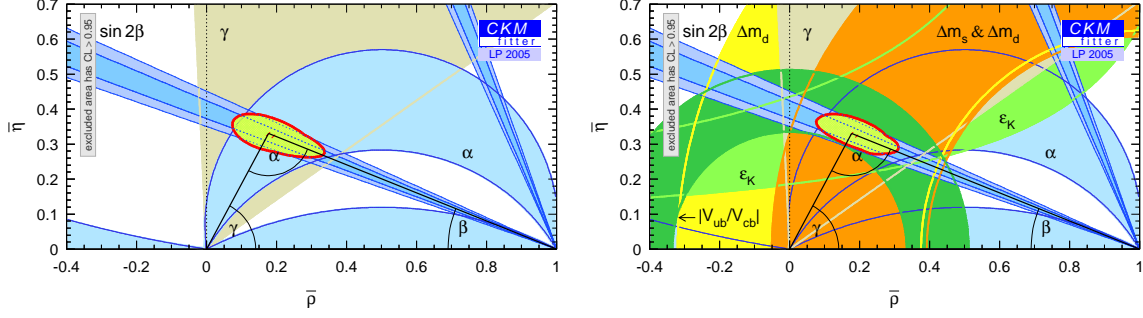 sin 2β
γ
CKM
fitter
LP 2005
excluded area has CL > 0.95
0.7
0.6
0.5
0.4
0.3
0.2
0.1
0
η̅
α
α
γ
β
-0.4 -0.2 0 0.2 0.4 0.6 0.8 1
ρ̅
sin 2β
Δm_d
γ
Δm_s & Δm_d
CKM
fitter
LP 2005
excluded area has CL > 0.95
0.7
0.6
0.5
0.4
0.3
0.2
0.1
0
η̅
ε_K
α
α
ε_K
|V_ub/V_cb|
γ
β
-0.4 -0.2 0 0.2 0.4 0.6 0.8 1
ρ̅